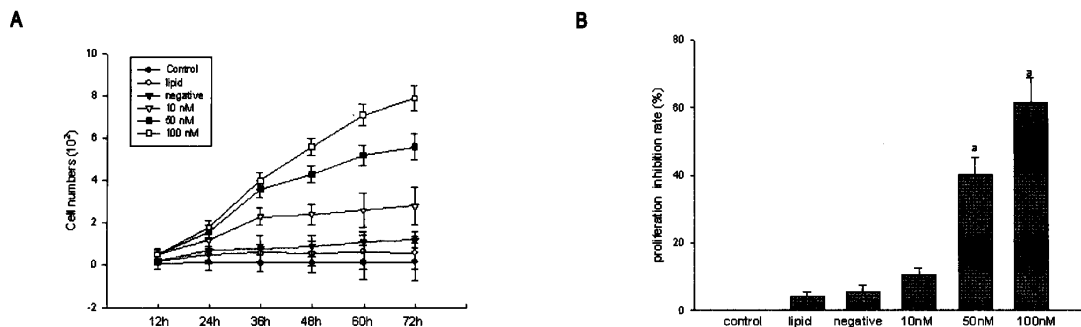 A
Cell numbers (10²)
10
8
6
4
2
0
-2
Control
lipid
negative
10 nM
50 nM
100 nM
12h 24h 36h 48h 60h 72h
B
proliferation inhibition rate (%)
80
60
40
20
0
a
a
control lipid negative 10nM 50nM 100nM